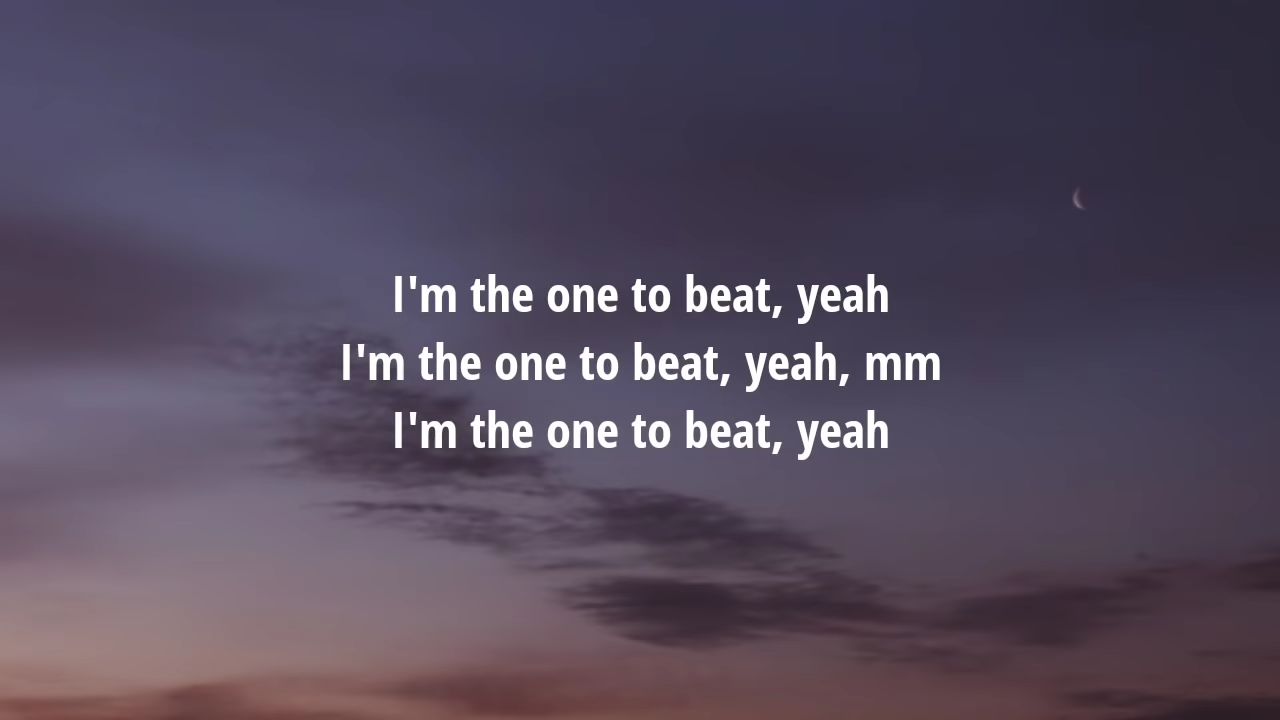 I'm the one to beat, yeah
I'm the one to beat, yeah, mm
I'm the one to beat, yeah